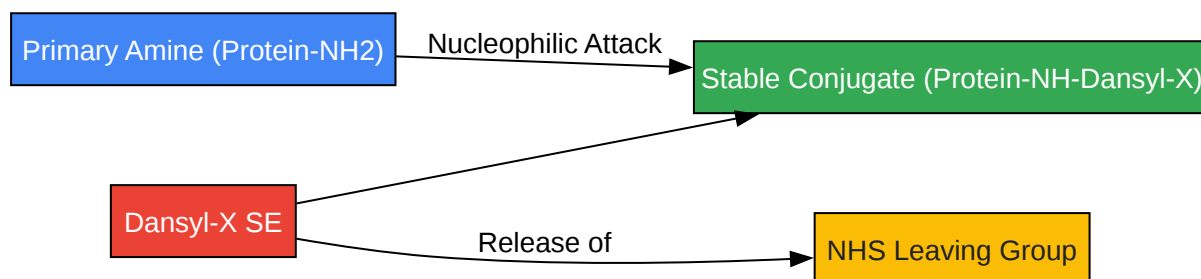 Primary Amine (Protein-NH2)
Nucleophilic Attack
Stable Conjugate (Protein-NH-Dansyl-X)
Dansyl-X SE
Release of
NHS Leaving Group